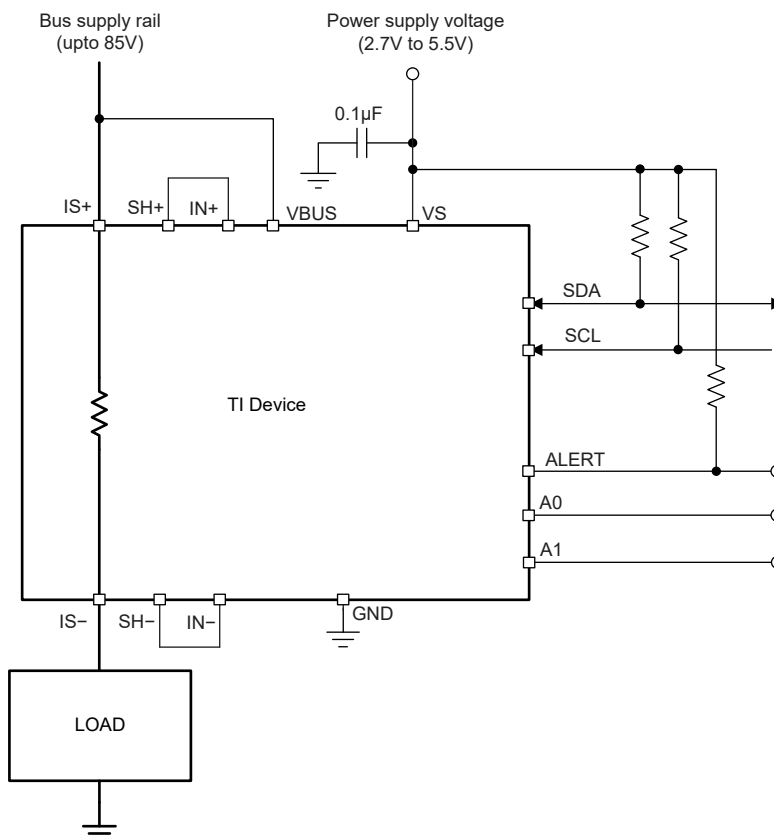 Bus supply rail
(upto 85V)
Power supply voltage
(2.7V to 5.5V)
0.1µF
IS+
SH+
IN+
VBUS
VS
SDA
SCL
TI Device
ALERT
A0
A1
IS−
SH−
IN−
GND
LOAD